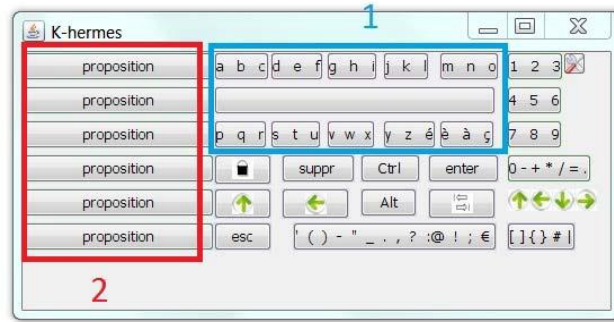 1
K-hermes
proposition a b c d e f g h i j k l m n o 1 2 3
proposition 4 5 6
proposition p q r s t u v w x y z é è à ç 7 8 9
proposition suppr Ctrl enter 0 - + * / = .
proposition Alt
proposition esc ' ( ) - " _ . , ? : @ ! ; € [ ] { } # |
2